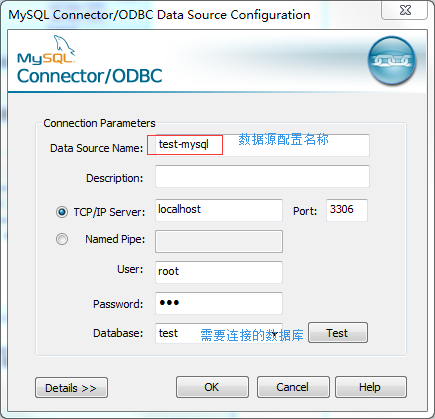 MySQL Connector/ODBC Data Source Configuration
MySQL
Connector/ODBC
Connection Parameters
Data Source Name: test-mysql 数据源配置名称
Description:
TCP/IP Server: localhost Port: 3306
Named Pipe:
User: root
Password: ●●●
Database: test 需要连接的数据库 Test
Details >> OK Cancel Help